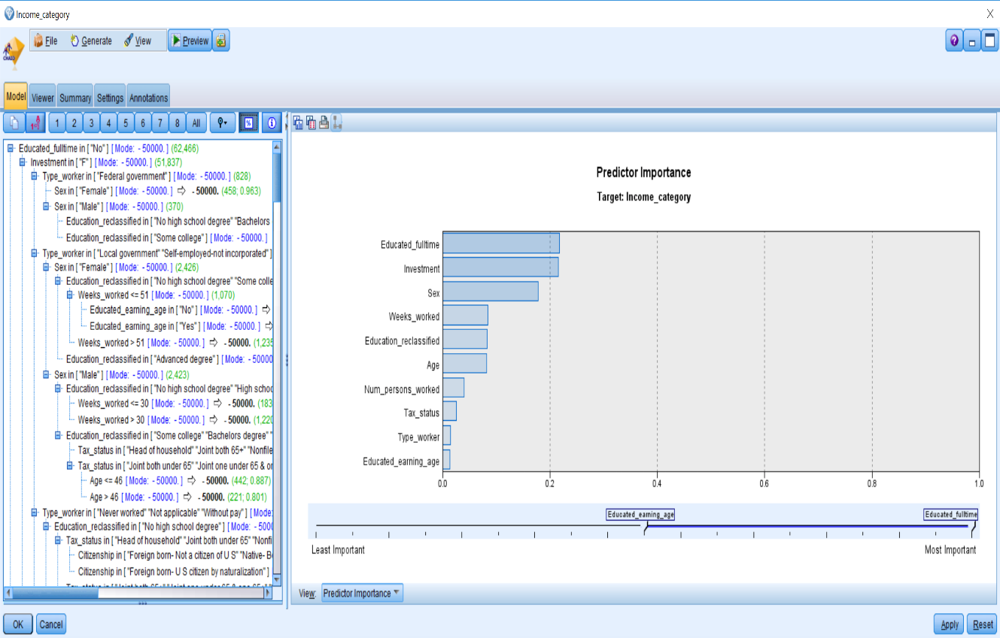 Income_category
X
File Generate View Preview
CHAID
Model Viewer Summary Settings Annotations
1 2 3 4 5 6 7 8 All %
Educated_fulltime in [ "No" ] [ Mode: - 50000. ] (62,466)
Investment in [ "F" ] [ Mode: - 50000. ] (51,837)
Type_worker in [ "Federal government" ] [ Mode: - 50000. ] (828)
Sex in [ "Female" ] [ Mode: - 50000. ] ⇨ - 50000. (458; 0.963)
Sex in [ "Male" ] [ Mode: - 50000. ] (370)
Education_reclassified in [ "No high school degree" "Bachelors
Education_reclassified in [ "Some college" ] [ Mode: - 50000. ]
Type_worker in [ "Local government" "Self-employed-not incorporated" ]
Sex in [ "Female" ] [ Mode: - 50000. ] (2,426)
Education_reclassified in [ "No high school degree" "Some colle
Weeks_worked <= 51 [ Mode: - 50000. ] (1,070)
Educated_earning_age in [ "No" ] [ Mode: - 50000. ] ⇨
Educated_earning_age in [ "Yes" ] [ Mode: - 50000. ] ⇨
Weeks_worked > 51 [ Mode: - 50000. ] ⇨ - 50000. (1,235
Education_reclassified in [ "Advanced degree" ] [ Mode: - 50000
Sex in [ "Male" ] [ Mode: - 50000. ] (2,423)
Education_reclassified in [ "No high school degree" "High schoo
Weeks_worked <= 30 [ Mode: - 50000. ] ⇨ - 50000. (183
Weeks_worked > 30 [ Mode: - 50000. ] ⇨ - 50000. (1,220
Education_reclassified in [ "Some college" "Bachelors degree" "
Tax_status in [ "Head of household" "Joint both 65+" "Nonfile
Tax_status in [ "Joint both under 65" "Joint one under 65 & or
Age <= 46 [ Mode: - 50000. ] ⇨ - 50000. (442; 0.887)
Age > 46 [ Mode: - 50000. ] ⇨ - 50000. (221; 0.801)
Type_worker in [ "Never worked" "Not applicable" "Without pay" ] [ Mode:
Education_reclassified in [ "No high school degree" ] [ Mode: - 5000
Tax_status in [ "Head of household" "Joint both under 65" "Nonfi
Citizenship in [ "Foreign born- Not a citizen of U S" "Native- B
Citizenship in [ "Foreign born- U S citizen by naturalization" ]
Predictor Importance
Target: Income_category
Educated_fulltime
Investment
Sex
Weeks_worked
Education_reclassified
Age
Num_persons_worked
Tax_status
Type_worker
Educated_earning_age
0.0 0.2 0.4 0.6 0.8 1.0
Educated_earning_age Educated_fulltime
Least Important Most Important
View: Predictor Importance
OK Cancel Apply Reset